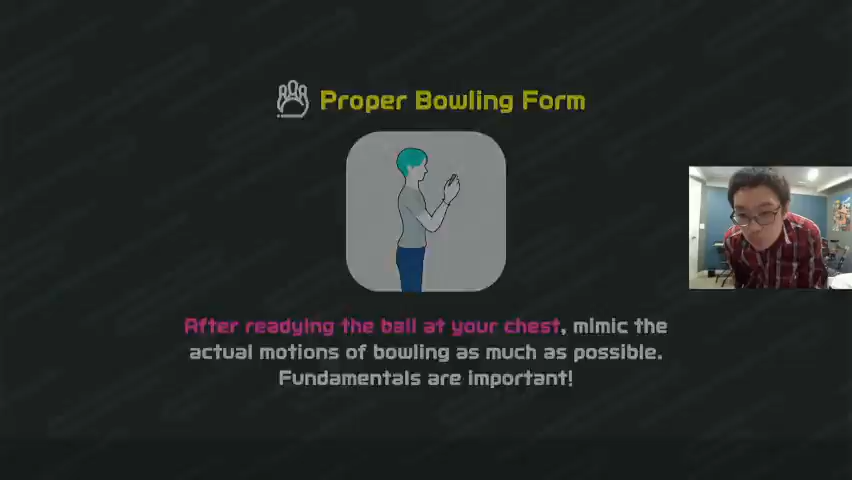 Proper Bowling Form
After readying the ball at your chest, mimic the
actual motions of bowling as much as possible.
Fundamentals are important!